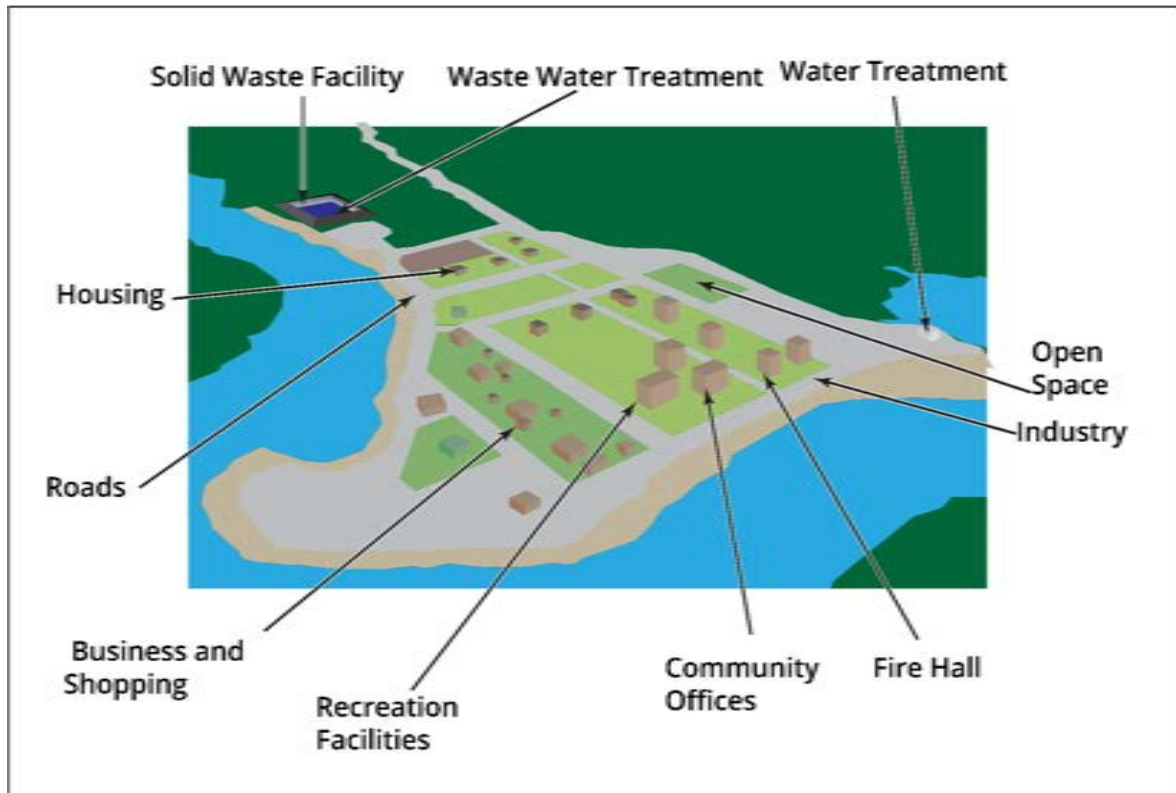 Solid Waste Facility
Waste Water Treatment
Water Treatment
Housing
Open
Space
Industry
Roads
Business and
Shopping
Recreation
Facilities
Community
Offices
Fire Hall